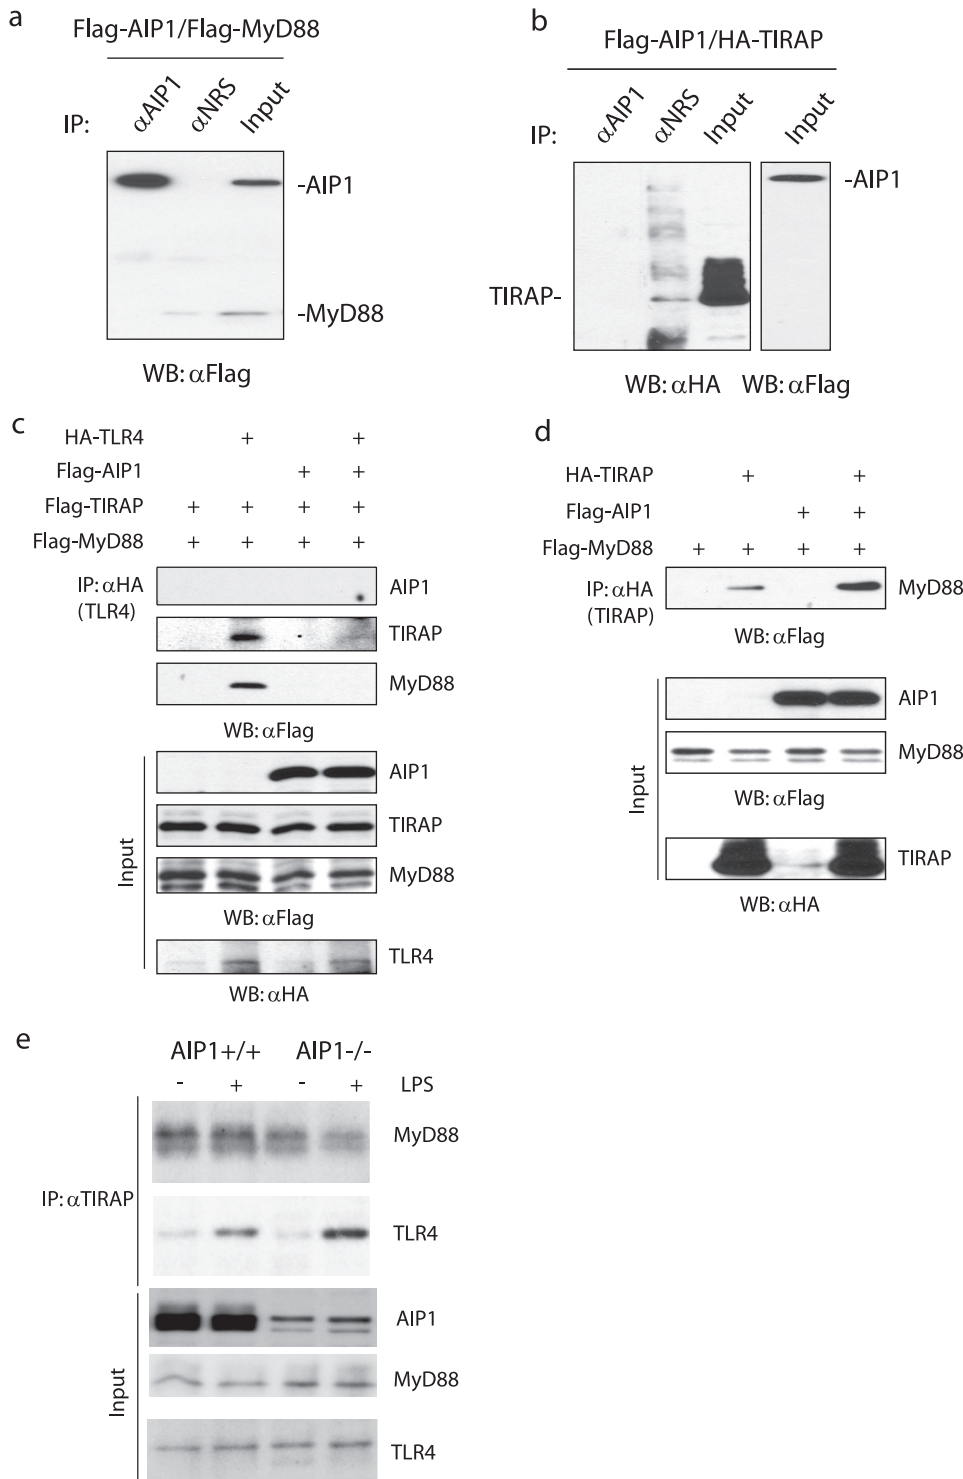 a
Flag-AIP1/Flag-MyD88
IP: αAIP1 αNRS Input
-AIP1
-MyD88
WB: αFlag
b
Flag-AIP1/HA-TIRAP
IP: αAIP1 αNRS Input Input
-AIP1
TIRAP-
WB: αHA WB: αFlag
c
HA-TLR4 + +
Flag-AIP1 + +
Flag-TIRAP + + + +
Flag-MyD88 + + + +
IP: αHA
(TLR4)
AIP1
TIRAP
MyD88
WB: αFlag
Input
AIP1
TIRAP
MyD88
WB: αFlag
TLR4
WB: αHA
d
HA-TIRAP + +
Flag-AIP1 + +
Flag-MyD88 + + + +
IP: αHA
(TIRAP)
MyD88
WB: αFlag
Input
AIP1
MyD88
WB: αFlag
TIRAP
WB: αHA
e
AIP1+/+ AIP1-/-
- + - + LPS
IP: αTIRAP
MyD88
TLR4
Input
AIP1
MyD88
TLR4